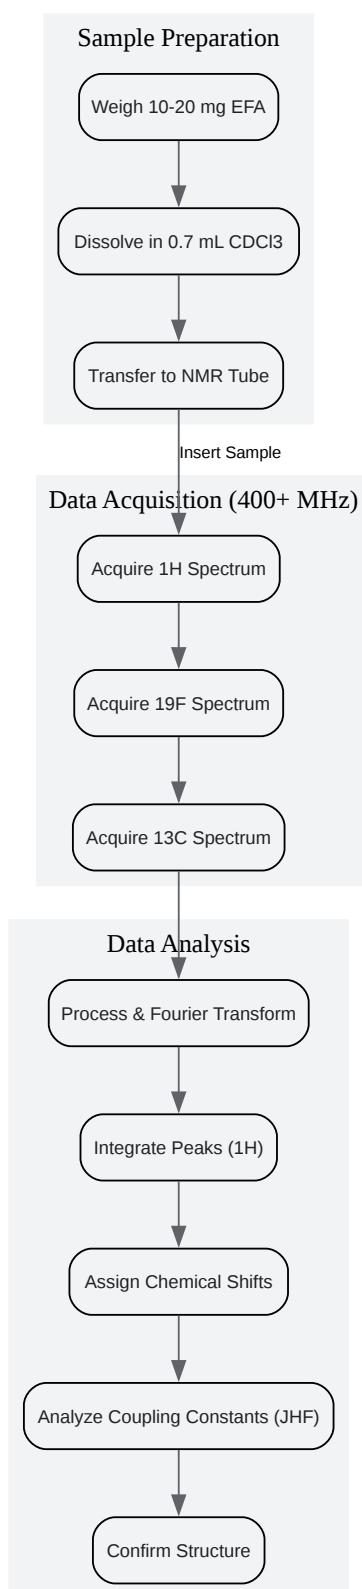 Sample Preparation
Weigh 10-20 mg EFA
Dissolve in 0.7 mL CDCl3
Transfer to NMR Tube
Insert Sample
Data Acquisition (400+ MHz)
Acquire 1H Spectrum
Acquire 19F Spectrum
Acquire 13C Spectrum
Data Analysis
Process & Fourier Transform
Integrate Peaks (1H)
Assign Chemical Shifts
Analyze Coupling Constants (JHF)
Confirm Structure